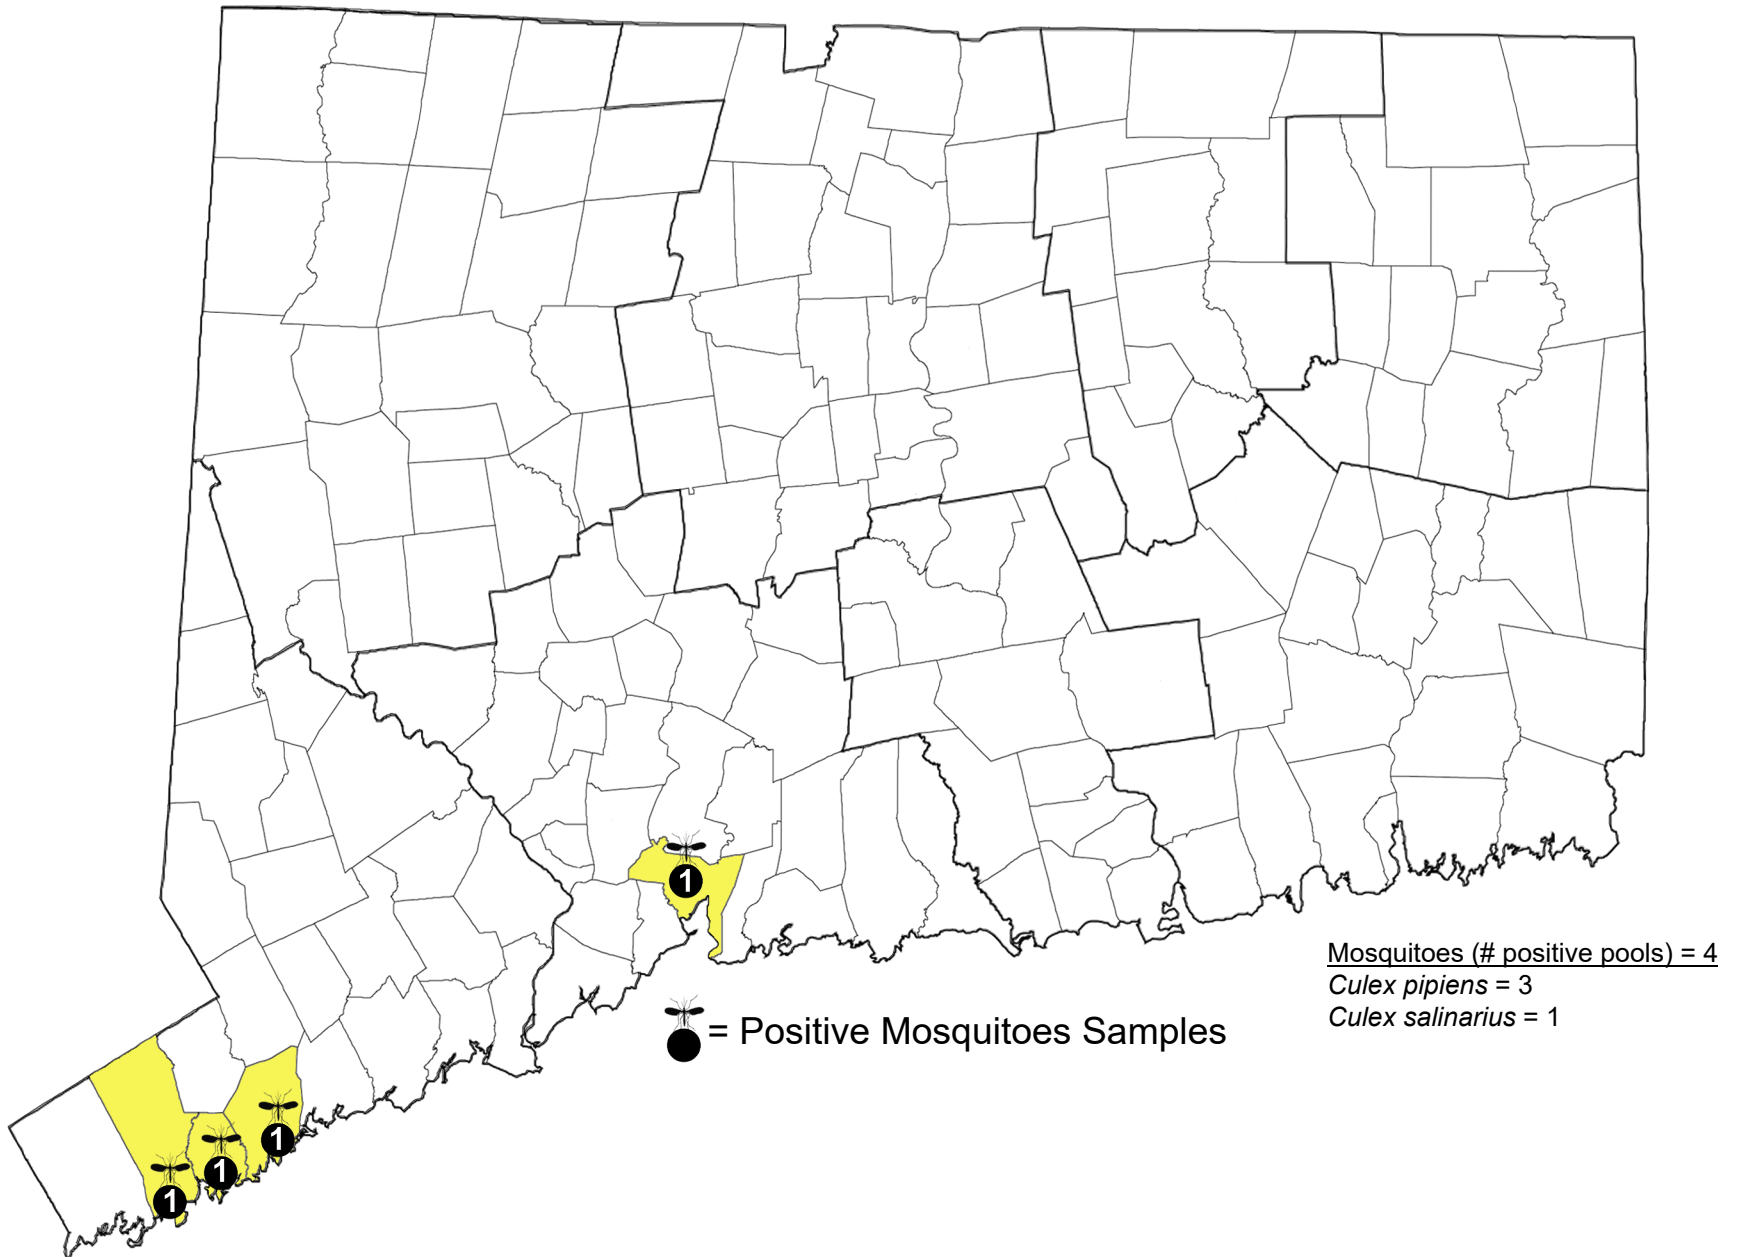 1
1
1
1
= Positive Mosquitoes Samples
Mosquitoes (# positive pools) = 4
Culex pipiens = 3
Culex salinarius = 1